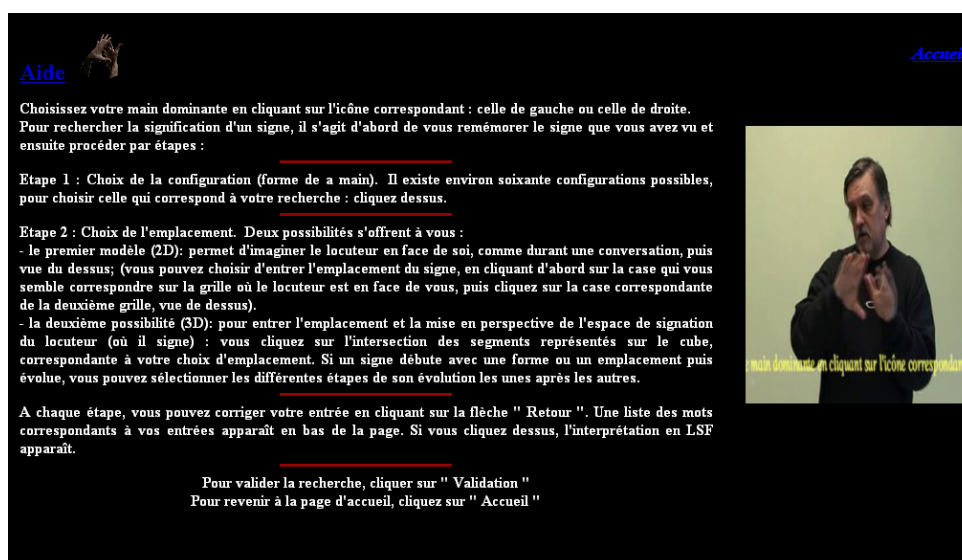 Aide
Accueil
Choisissez votre main dominante en cliquant sur l'icône correspondant : celle de gauche ou celle de droite.
Pour rechercher la signification d'un signe, il s'agit d'abord de vous remémorer le signe que vous avez vu et
ensuite procéder par étapes :
Etape 1 : Choix de la configuration (forme de a main). Il existe environ soixante configurations possibles,
pour choisir celle qui correspond à votre recherche : cliquez dessus.
Etape 2 : Choix de l'emplacement. Deux possibilités s'offrent à vous :
- le premier modèle (2D): permet d'imaginer le locuteur en face de soi, comme durant une conversation, puis
vue du dessus; (vous pouvez choisir d'entrer l'emplacement du signe, en cliquant d'abord sur la case qui vous
semble correspondre sur la grille où le locuteur est en face de vous, puis cliquez sur la case correspondante
de la deuxième grille, vue de dessus).
- la deuxième possibilité (3D): pour entrer l'emplacement et la mise en perspective de l'espace de signation
du locuteur (où il signe) : vous cliquez sur l'intersection des segments représentés sur le cube,
correspondante à votre choix d'emplacement. Si un signe débute avec une forme ou un emplacement puis
évolue, vous pouvez sélectionner les différentes étapes de son évolution les unes après les autres.
A chaque étape, vous pouvez corriger votre entrée en cliquant sur la flèche " Retour ". Une liste des mots
correspondants à vos entrées apparaît en bas de la page. Si vous cliquez dessus, l'interprétation en LSF
apparaît.
Pour valider la recherche, cliquer sur " Validation "
Pour revenir à la page d'accueil, cliquez sur " Accueil "
main dominante en cliquant sur l'icône correspondan